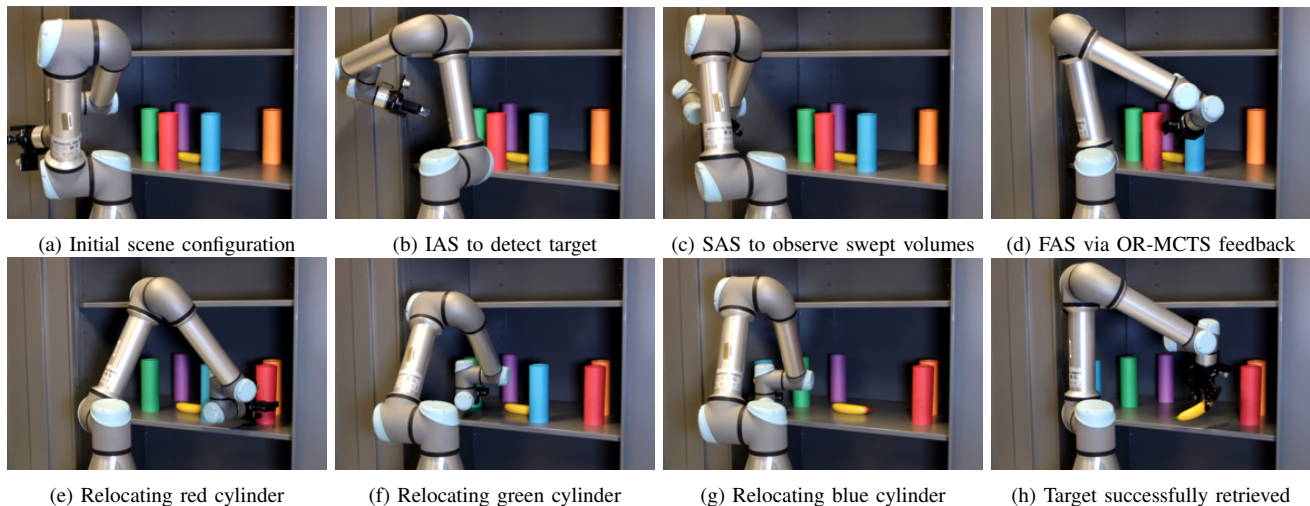 (a) Initial scene configuration
(b) IAS to detect target
(c) SAS to observe swept volumes
(d) FAS via OR-MCTS feedback
(e) Relocating red cylinder
(f) Relocating green cylinder
(g) Relocating blue cylinder
(h) Target successfully retrieved